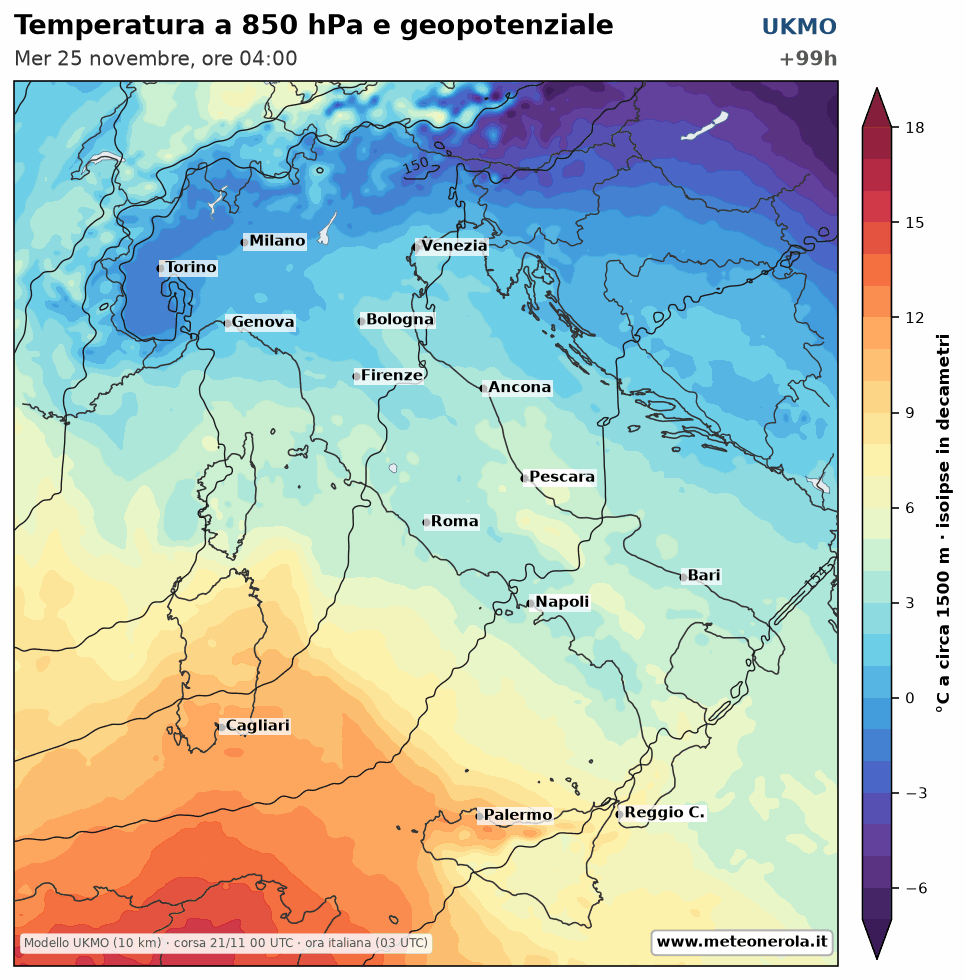 Temperatura a 850 hPa e geopotenziale
UKMO
Mer 25 novembre, ore 04:00
+99h
150
Milano
Venezia
Torino
Genova
Bologna
Firenze
Ancona
Pescara
Roma
Bari
154
Napoli
Cagliari
Palermo
Reggio C.
Modello UKMO (10 km) · corsa 21/11 00 UTC · ora italiana (03 UTC)
www.meteonerola.it
18
15
12
9
6
3
0
−3
−6
°C a circa 1500 m · isoipse in decametri